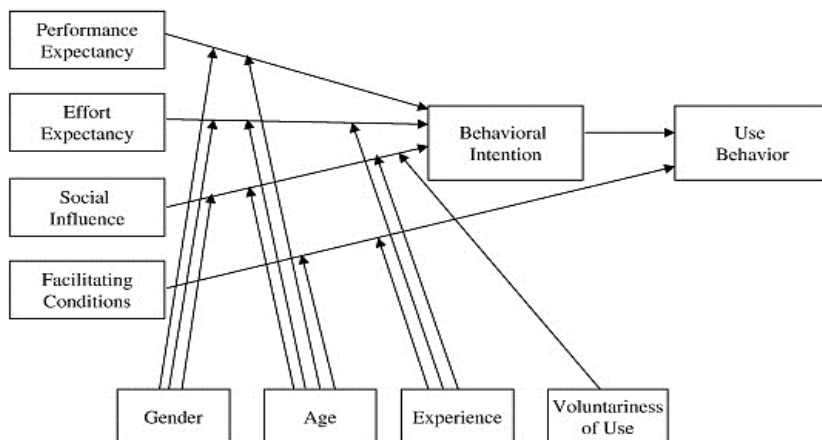 Performance
Expectancy
Effort
Expectancy
Social
Influence
Facilitating
Conditions
Behavioral
Intention
Use
Behavior
Gender
Age
Experience
Voluntariness
of Use